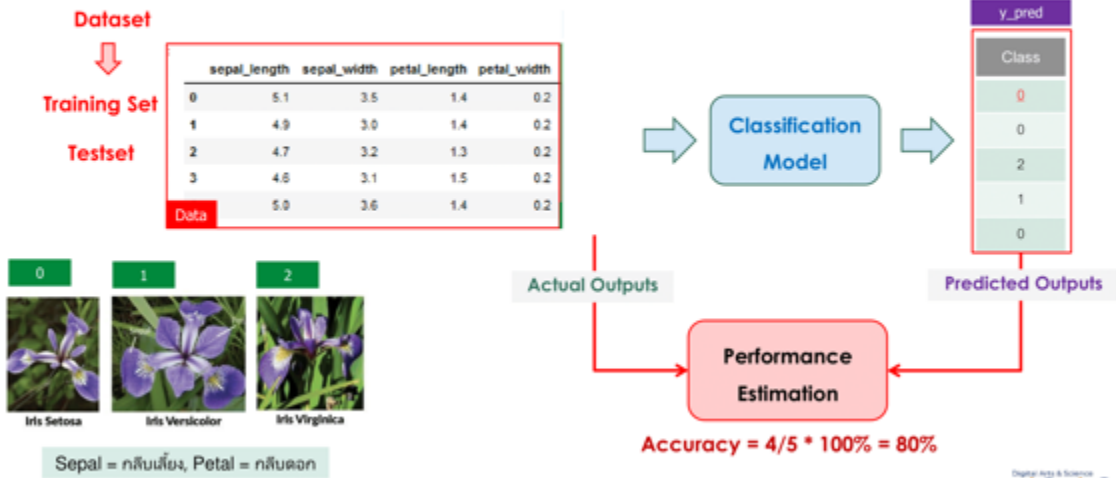 Dataset
Training Set
Testset
sepal_length sepal_width petal_length petal_width
0 5.1 3.5 1.4 0.2
1 4.9 3.0 1.4 0.2
2 4.7 3.2 1.3 0.2
3 4.6 3.1 1.5 0.2
5.0 3.6 1.4 0.2
Data
Classification
Model
y_pred
Class
0
0
2
1
0
Actual Outputs
Predicted Outputs
Performance
Estimation
Accuracy = 4/5 * 100% = 80%
0 1 2
Iris Setosa Iris Versicolor Iris Virginica
Sepal = กลีบเลี้ยง, Petal = กลีบดอก
Digital Arts & Science